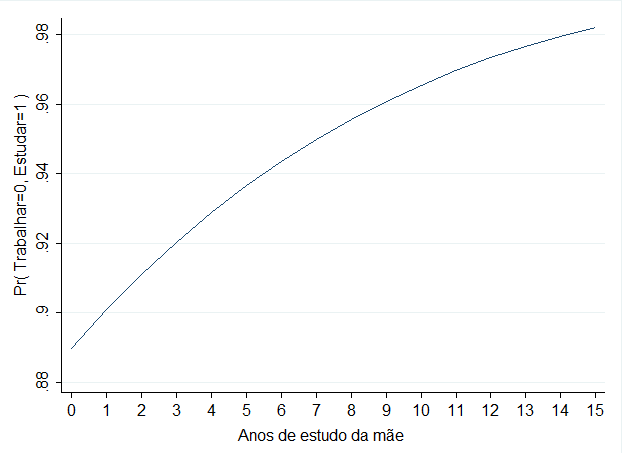 Pr( Trabalhar=0, Estudar=1 )
.98
.96
.94
.92
.9
.88
0 1 2 3 4 5 6 7 8 9 10 11 12 13 14 15
Anos de estudo da mãe